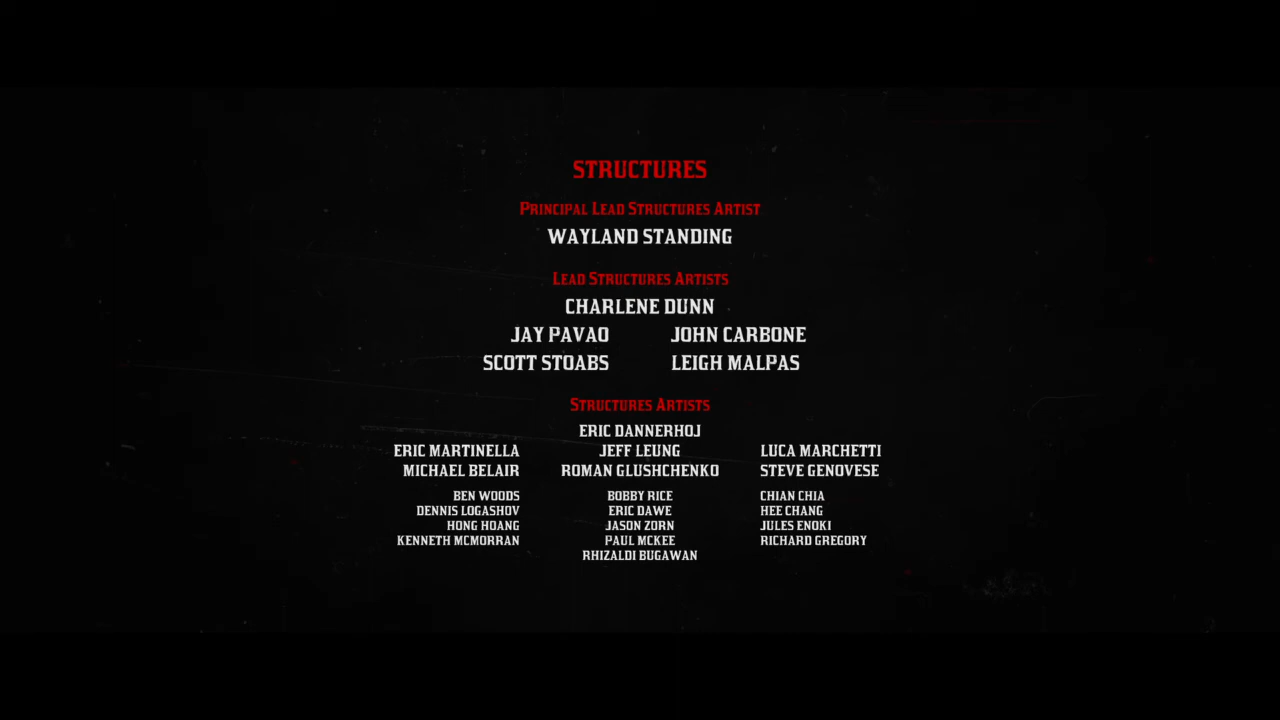 STRUCTURES
PRINCIPAL LEAD STRUCTURES ARTIST
WAYLAND STANDING
LEAD STRUCTURES ARTISTS
CHARLENE DUNN
JAY PAVAO JOHN CARBONE
SCOTT STOABS LEIGH MALPAS
STRUCTURES ARTISTS
ERIC DANNERHOJ
ERIC MARTINELLA JEFF LEUNG LUCA MARCHETTI
MICHAEL BELAIR ROMAN GLUSHCHENKO STEVE GENOVESE
BEN WOODS BOBBY RICE CHIAN CHIA
DENNIS LOGASHOV ERIC DAWE HEE CHANG
HONG HOANG JASON ZORN JULES ENOKI
KENNETH MCMORRAN PAUL MCKEE RICHARD GREGORY
RHIZALDI BUGAWAN